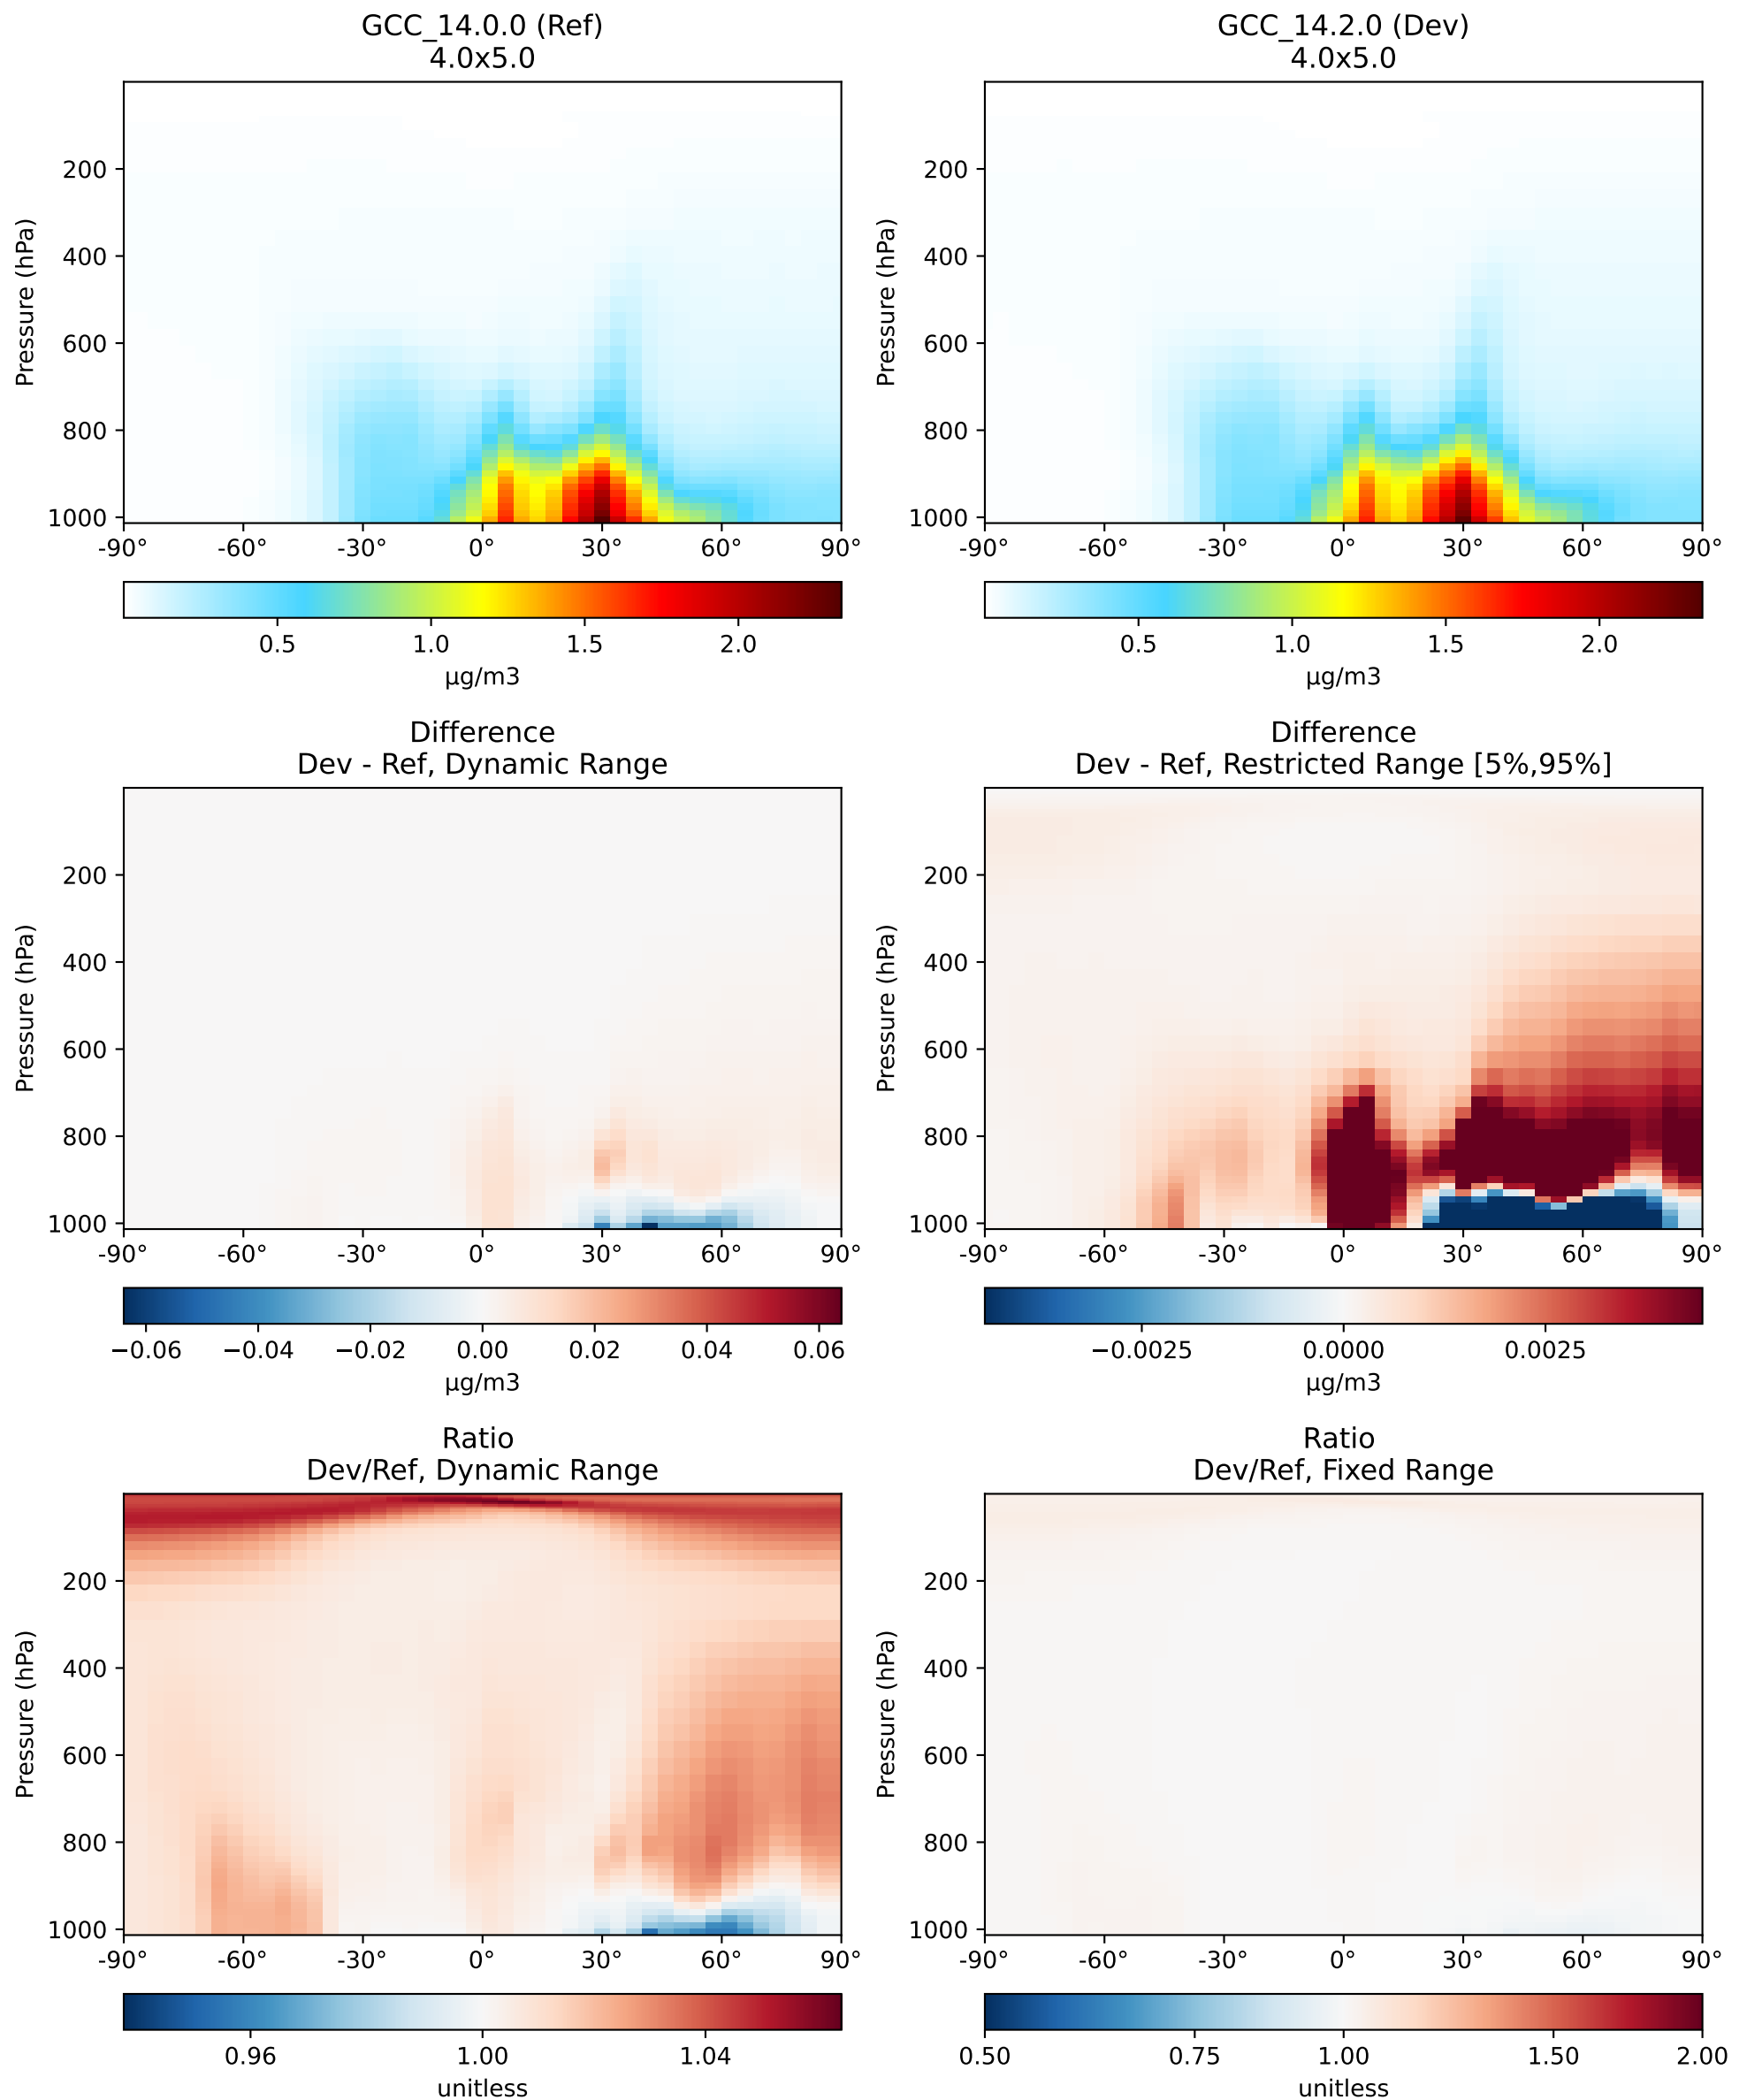 GCC_14.0.0 (Ref)
4.0x5.0
Pressure (hPa)
200
400
600
800
1000
-90° -60° -30° 0° 30° 60° 90°
0.5 1.0 1.5 2.0
µg/m3
GCC_14.2.0 (Dev)
4.0x5.0
Pressure (hPa)
200
400
600
800
1000
-90° -60° -30° 0° 30° 60° 90°
0.5 1.0 1.5 2.0
µg/m3
Difference
Dev - Ref, Dynamic Range
Pressure (hPa)
200
400
600
800
1000
-90° -60° -30° 0° 30° 60° 90°
−0.06 −0.04 −0.02 0.00 0.02 0.04 0.06
µg/m3
Difference
Dev - Ref, Restricted Range [5%,95%]
Pressure (hPa)
200
400
600
800
1000
-90° -60° -30° 0° 30° 60° 90°
−0.0025 0.0000 0.0025
µg/m3
Ratio
Dev/Ref, Dynamic Range
Pressure (hPa)
200
400
600
800
1000
-90° -60° -30° 0° 30° 60° 90°
0.96 1.00 1.04
unitless
Ratio
Dev/Ref, Fixed Range
Pressure (hPa)
200
400
600
800
1000
-90° -60° -30° 0° 30° 60° 90°
0.50 0.75 1.00 1.50 2.00
unitless